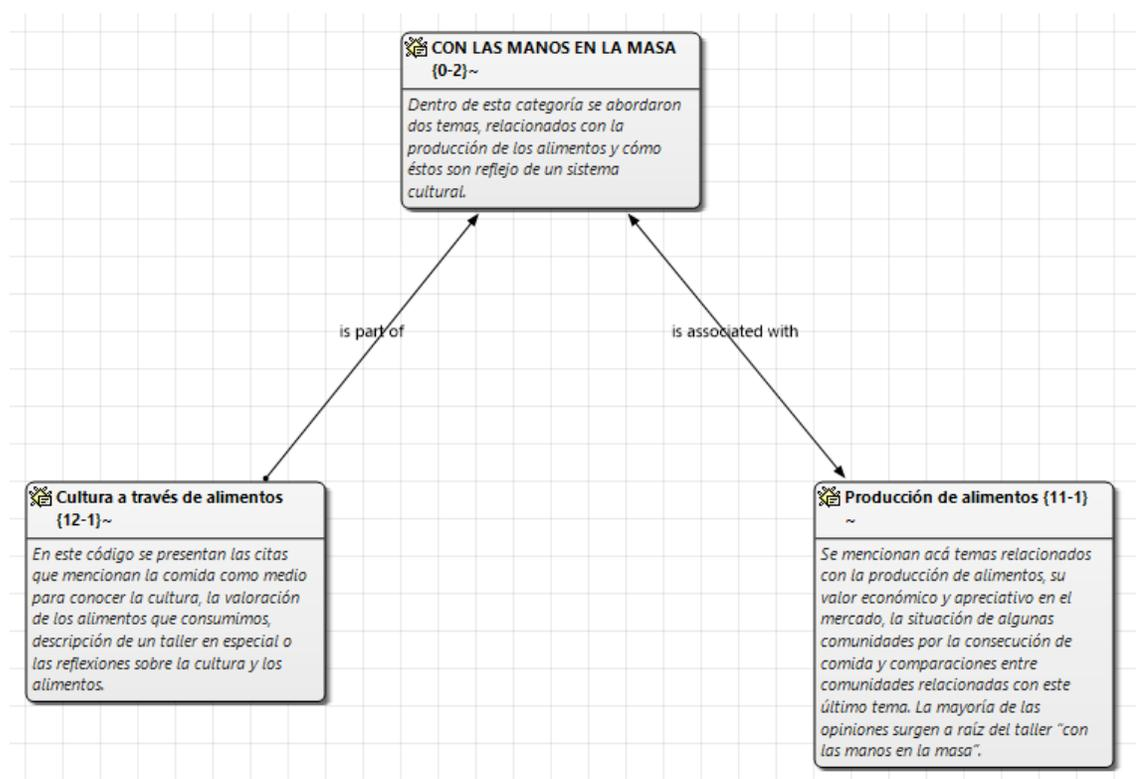 CON LAS MANOS EN LA MASA
{0-2}~
Dentro de esta categoría se abordaron
dos temas, relacionados con la
producción de los alimentos y cómo
éstos son reflejo de un sistema
cultural.
is part of
is associated with
Cultura a través de alimentos
{12-1}~
En este código se presentan las citas
que mencionan la comida como medio
para conocer la cultura, la valoración
de los alimentos que consumimos,
descripción de un taller en especial o
las reflexiones sobre la cultura y los
alimentos.
Producción de alimentos {11-1}
~
Se mencionan acá temas relacionados
con la producción de alimentos, su
valor económico y apreciativo en el
mercado, la situación de algunas
comunidades por la consecución de
comida y comparaciones entre
comunidades relacionadas con este
último tema. La mayoría de las
opiniones surgen a raíz del taller "con
las manos en la masa".